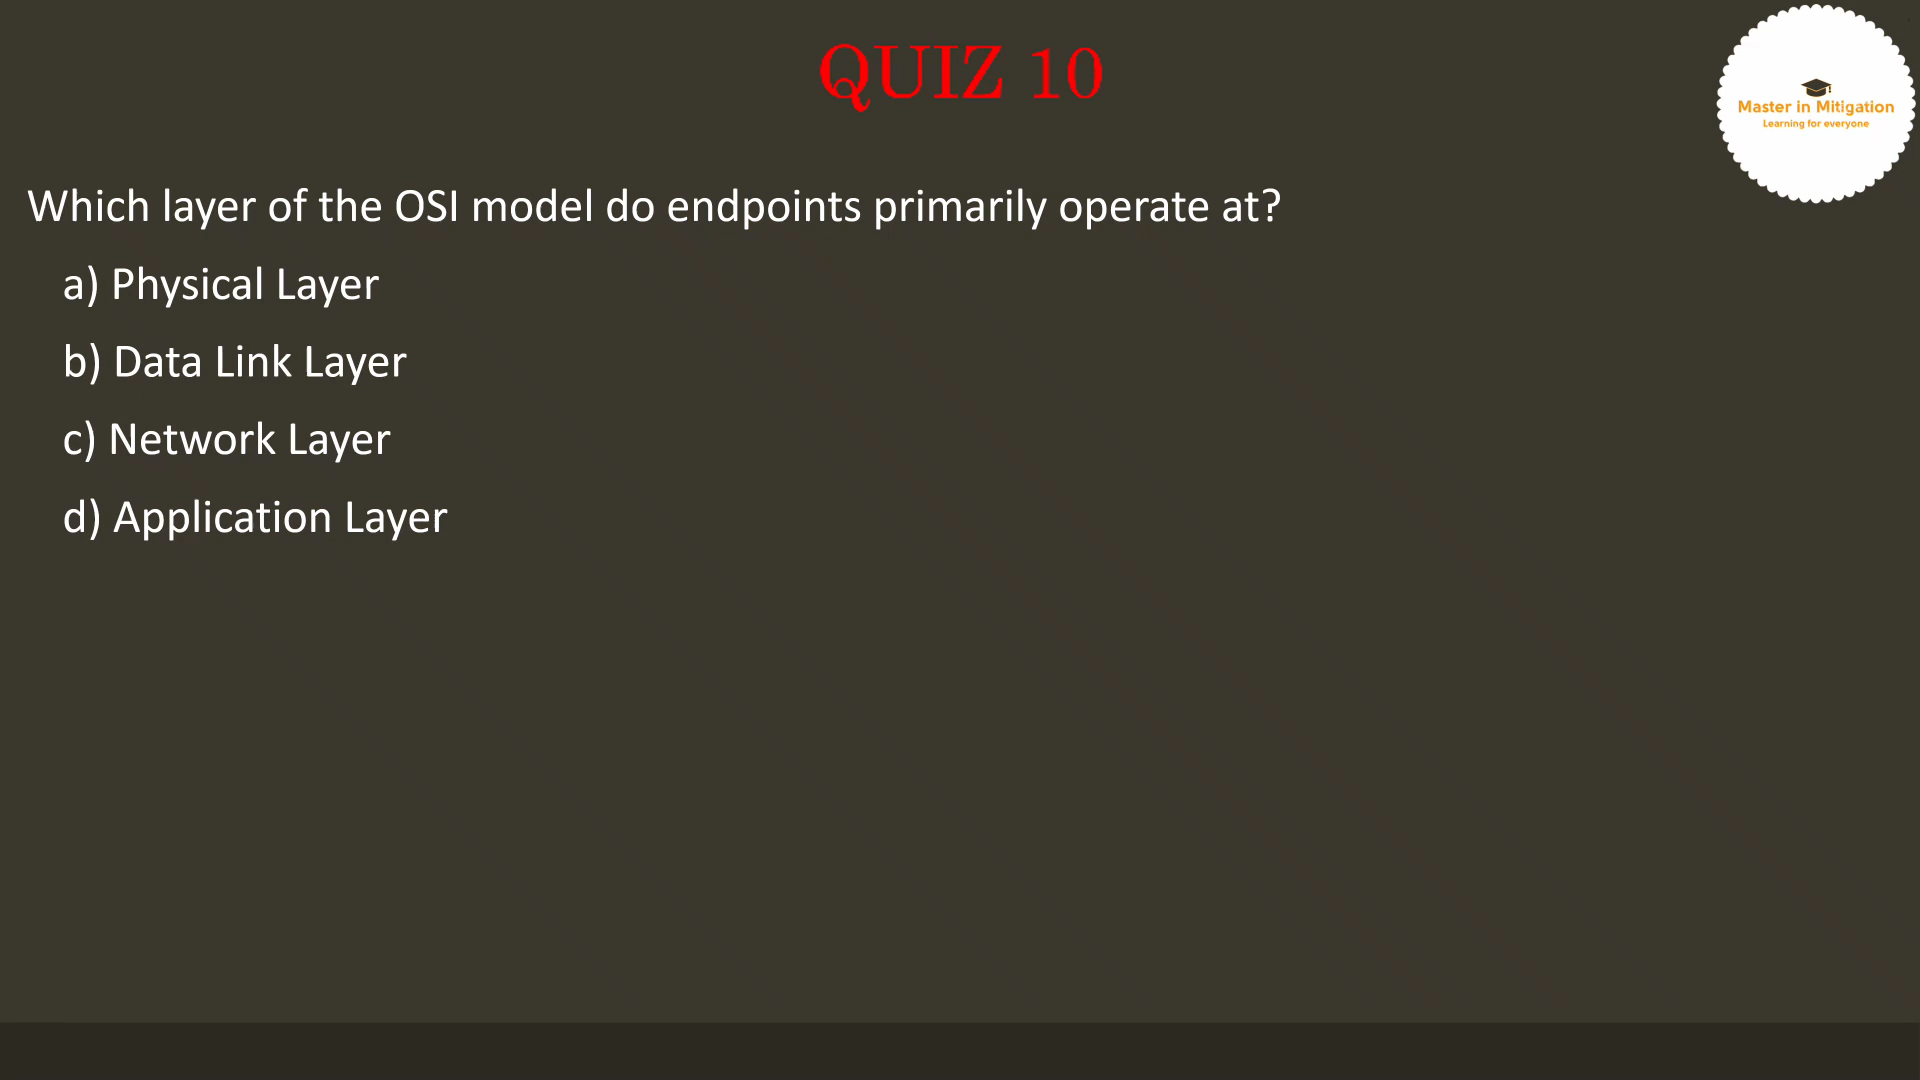 QUIZ 10
Master in Mitigation
Learning for everyone
Which layer of the OSI model do endpoints primarily operate at?
a) Physical Layer
b) Data Link Layer
c) Network Layer
d) Application Layer